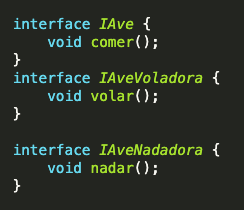 interface IAve {
    void comer();
}
interface IAveVoladora {
    void volar();
}

interface IAveNadadora {
    void nadar();
}